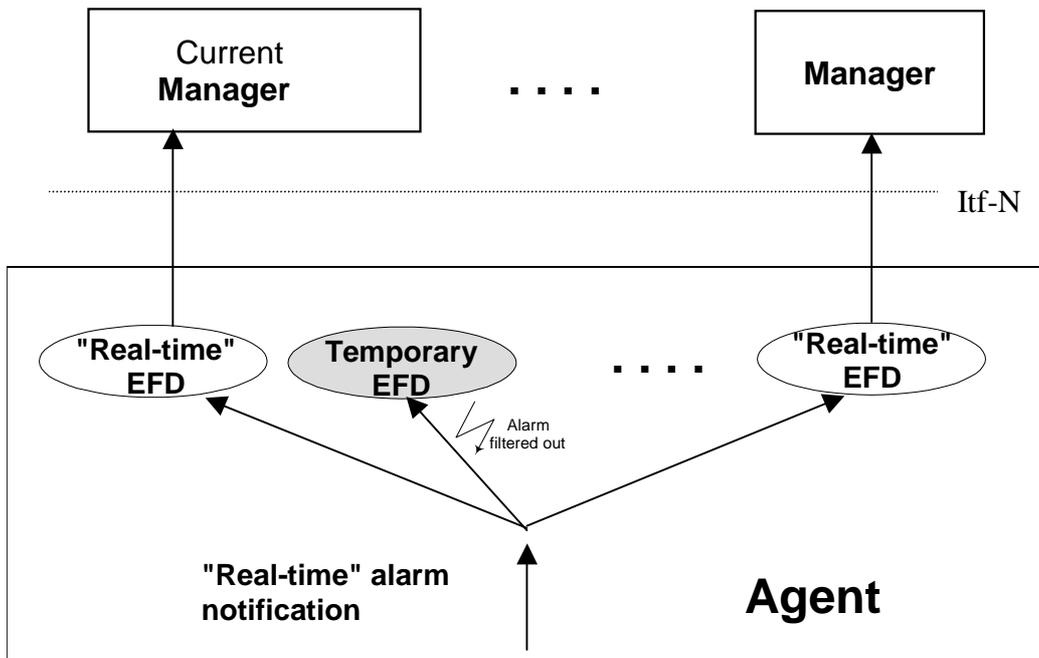 Current
Manager
. . . .
Manager
Itf-N
"Real-time"
EFD
Temporary
EFD
. . . .
"Real-time"
EFD
Alarm
filtered out
"Real-time" alarm
notification
Agent